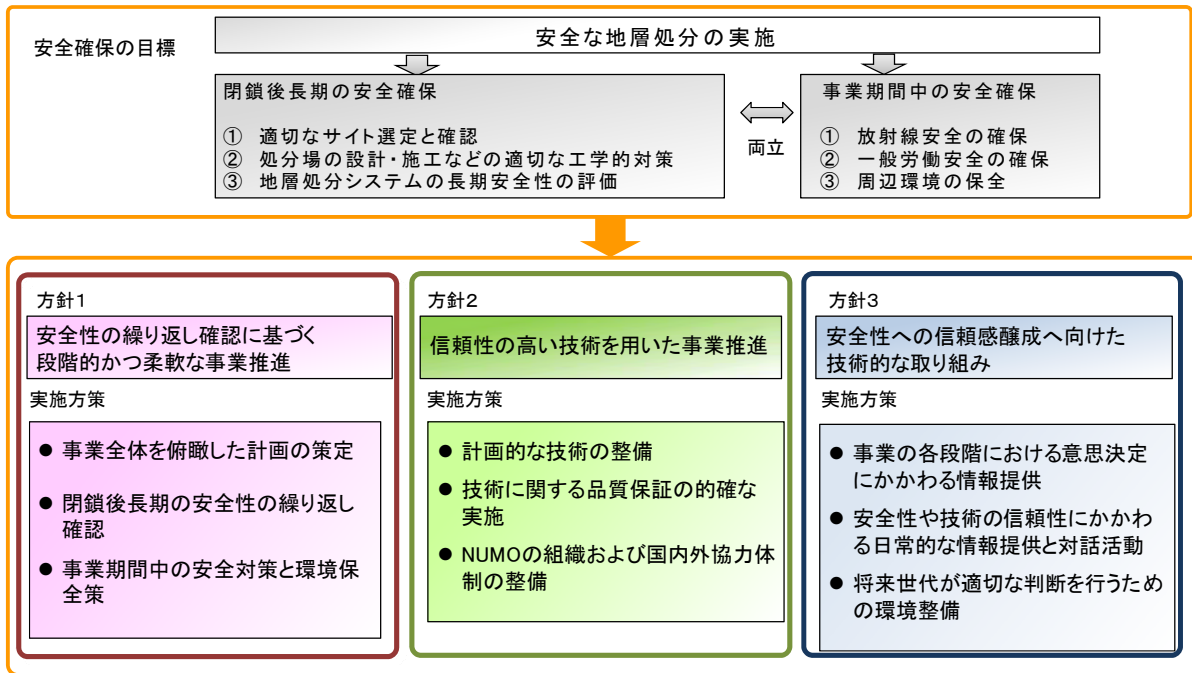 安全確保の目標
安全な地層処分の実施
閉鎖後長期の安全確保
① 適切なサイト選定と確認
② 処分場の設計・施工などの適切な工学的対策
③ 地層処分システムの長期安全性の評価
両立
事業期間中の安全確保
① 放射線安全の確保
② 一般労働安全の確保
③ 周辺環境の保全
方針1
安全性の繰り返し確認に基づく
段階的かつ柔軟な事業推進
実施方策
● 事業全体を俯瞰した計画の策定
● 閉鎖後長期の安全性の繰り返し
確認
● 事業期間中の安全対策と環境保
全策
方針2
信頼性の高い技術を用いた事業推進
実施方策
● 計画的な技術の整備
● 技術に関する品質保証の的確な
実施
● NUMOの組織および国内外協力体
制の整備
方針3
安全性への信頼感醸成へ向けた
技術的な取り組み
実施方策
● 事業の各段階における意思決定
にかかわる情報提供
● 安全性や技術の信頼性にかかわ
る日常的な情報提供と対話活動
● 将来世代が適切な判断を行うため
の環境整備